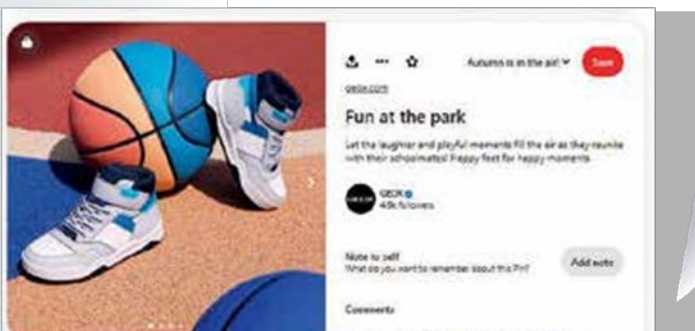 Autumn is in the air!
Save
geox.com
Fun at the park
Let the laughter and playful moments fill the air as they reunite
with their schoolmates! Happy feet for happy moments
GEOX
GEOX
49k followers
Note to self
What do you want to remember about this Pin?
Add note
Comments